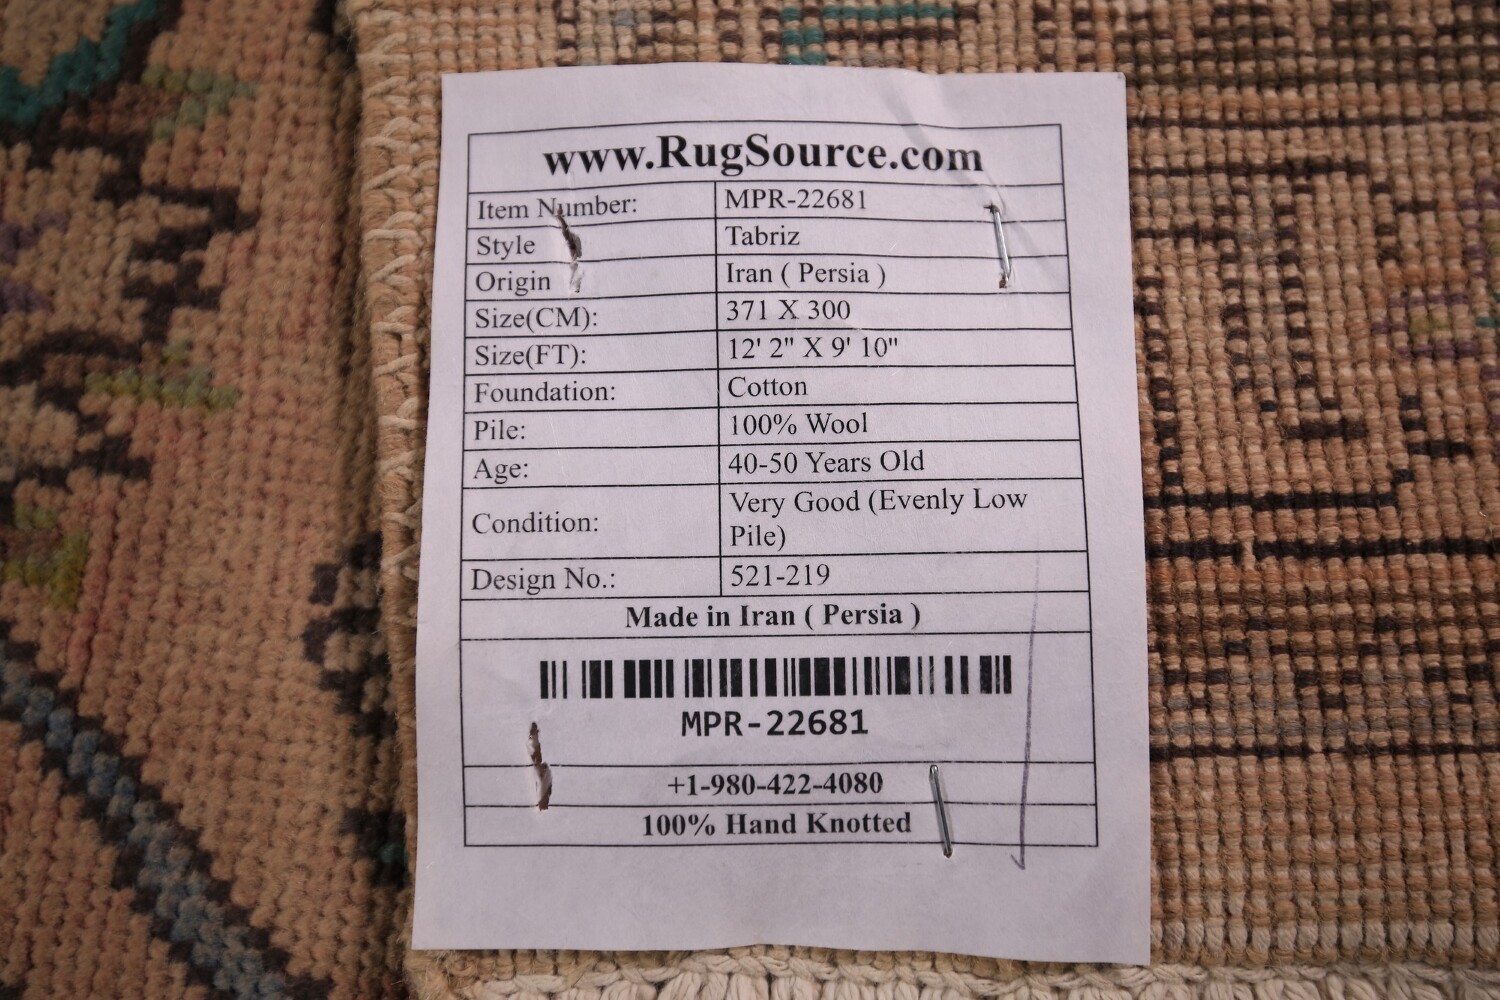 www.RugSource.com
Item Number: MPR-22681
Style Tabriz
Origin Iran ( Persia )
Size(CM): 371 X 300
Size(FT): 12' 2" X 9' 10"
Foundation: Cotton
Pile: 100% Wool
Age: 40-50 Years Old
Condition: Very Good (Evenly Low
Pile)
Design No.: 521-219
Made in Iran ( Persia )
MPR-22681
+1-980-422-4080
100% Hand Knotted